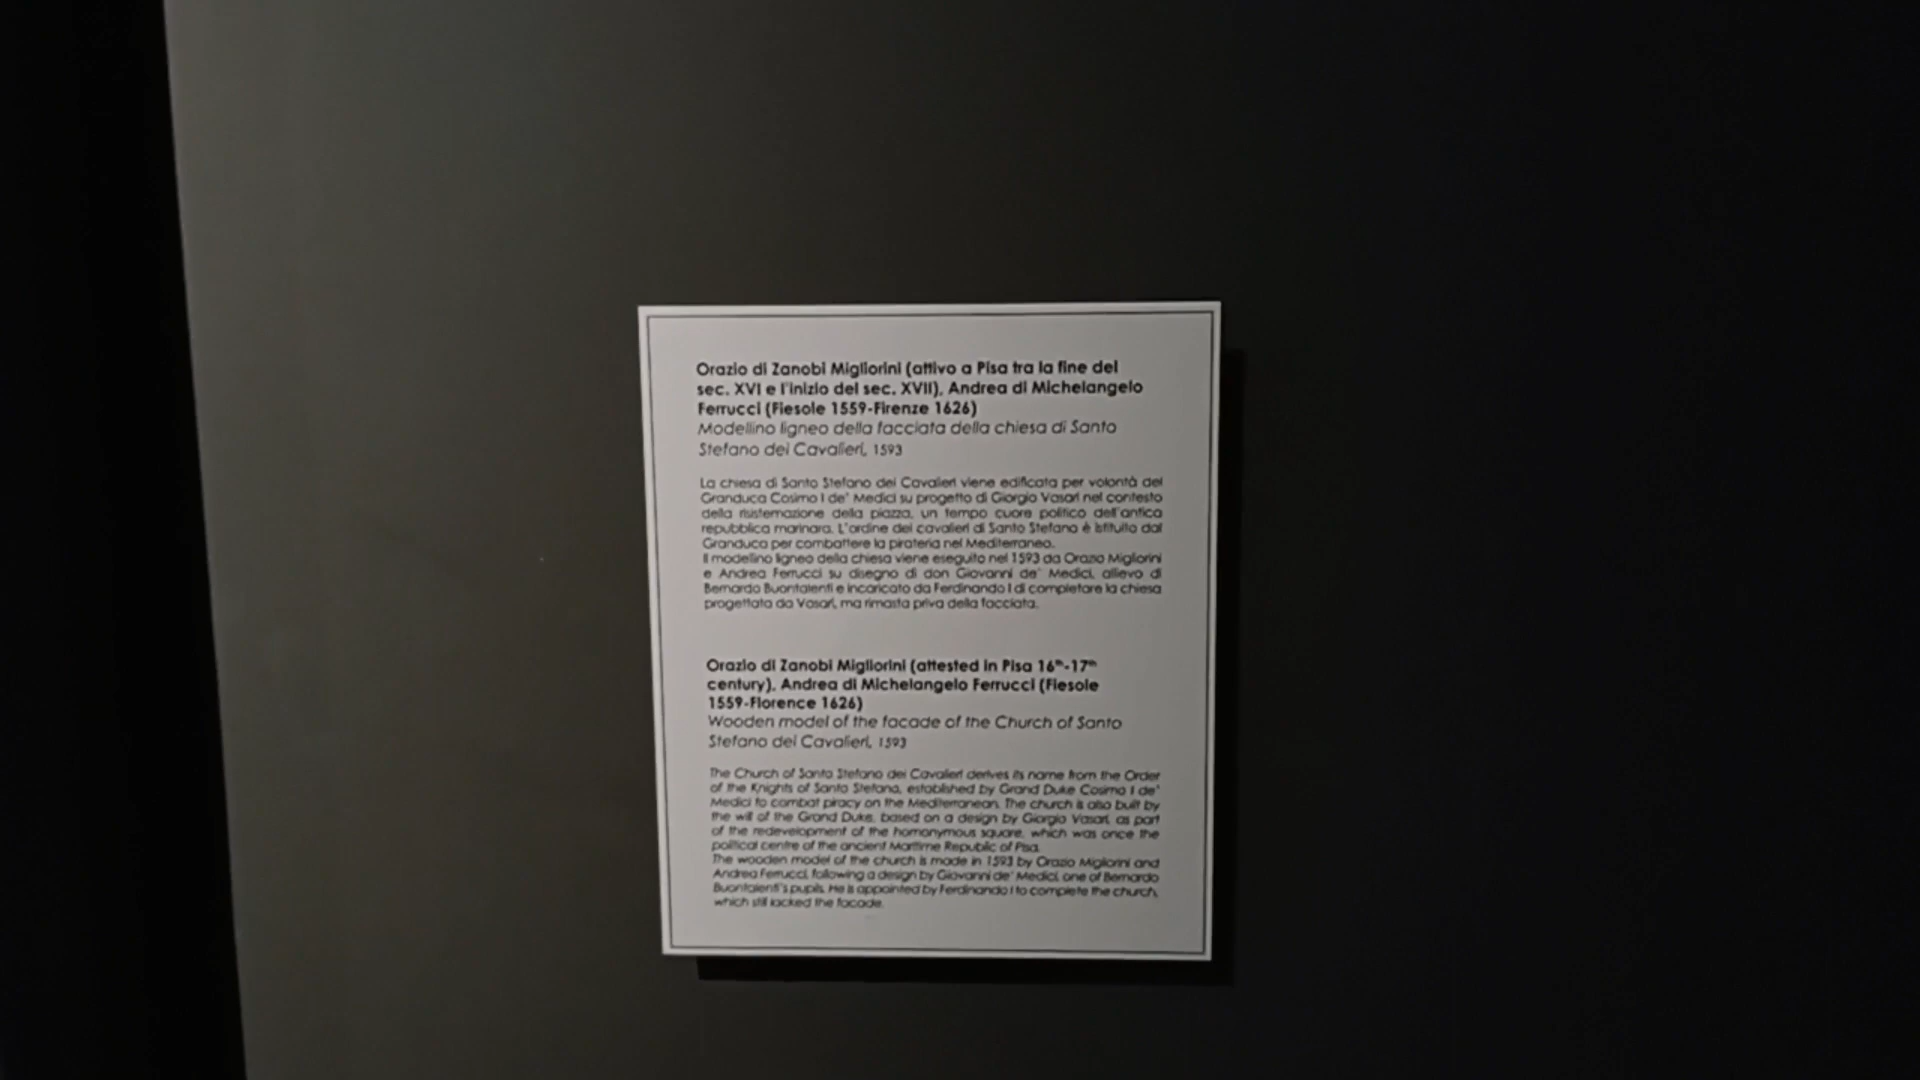 Orazio di Zanobi Migliorini (attivo a Pisa tra la fine del
sec. XVI e l'inizio del sec. XVII), Andrea di Michelangelo
Ferrucci (Fiesole 1559-Firenze 1626)
Modellino ligneo della facciata della chiesa di Santo
Stefano dei Cavalieri, 1593
La chiesa di Santo Stefano dei Cavalieri viene edificata per volontà del
Granduca Cosimo I de' Medici su progetto di Giorgio Vasari nel contesto
della risistemazione della piazza, un tempo cuore politico dell'antica
repubblica marinara. L'ordine dei cavalieri di Santo Stefano è istituito dal
Granduca per combattere la pirateria nel Mediterraneo.
Il modellino ligneo della chiesa viene eseguito nel 1593 da Orazio Migliorini
e Andrea Ferrucci su disegno di don Giovanni de' Medici, allievo di
Bernardo Buontalenti e incaricato da Ferdinando I di completare la chiesa
progettata da Vasari, ma rimasta priva della facciata.
Orazio di Zanobi Migliorini (attested in Pisa 16th-17th
century), Andrea di Michelangelo Ferrucci (Fiesole
1559-Florence 1626)
Wooden model of the facade of the Church of Santo
Stefano dei Cavalieri, 1593
The Church of Santo Stefano dei Cavalieri derives its name from the Order
of the Knights of Santo Stefano, established by Grand Duke Cosimo I de'
Medici to combat piracy on the Mediterranean. The church is also built by
the will of the Grand Duke, based on a design by Giorgio Vasari, as part
of the redevelopment of the homonymous square, which was once the
political centre of the ancient Maritime Republic of Pisa.
The wooden model of the church is made in 1593 by Orazio Migliorini and
Andrea Ferrucci, following a design by Giovanni de' Medici, one of Bernardo
Buontalenti's pupils. He is appointed by Ferdinando I to complete the church,
which still lacked the facade.